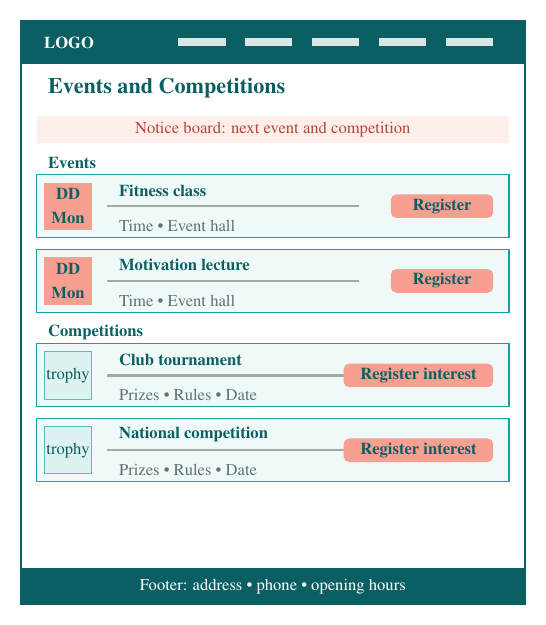 LOGO
Events and Competitions
Notice board: next event and competition
Events
DD
Mon
Fitness class
Time • Event hall
Register
DD
Mon
Motivation lecture
Time • Event hall
Register
Competitions
trophy
Club tournament
Prizes • Rules • Date
Register interest
trophy
National competition
Prizes • Rules • Date
Register interest
Footer: address • phone • opening hours